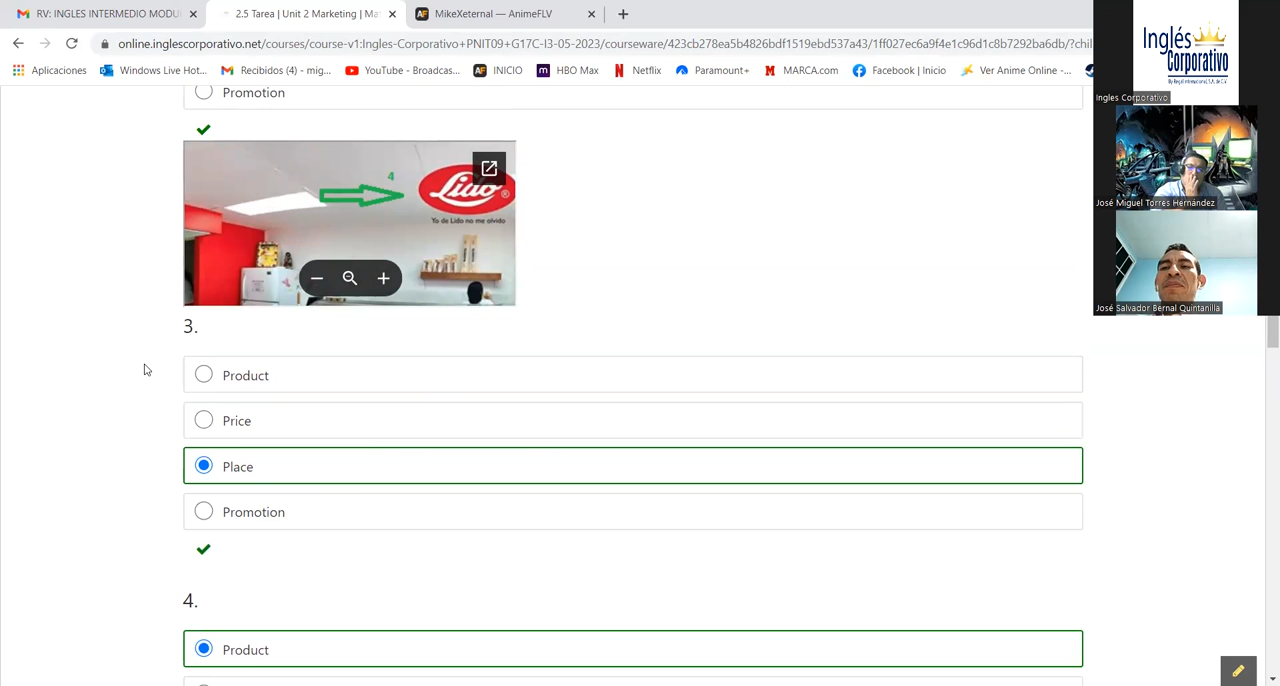 RV: INGLES INTERMEDIO MODU
2.5 Tarea | Unit 2 Marketing | Ma
MikeXeternal — AnimeFLV
online.inglescorporativo.net/courses/course-v1:Ingles-Corporativo+PNIT09+G17C-I3-05-2023/courseware/423cb278ea5b4826bdf1519ebd537a43/1ff027ec6a5f4e1c96d1c8b7292ba6db/?chil
Aplicaciones
Windows Live Hot...
Recibidos (4) - mig...
YouTube - Broadcas...
INICIO
HBO Max
Netflix
Paramount+
MARCA.com
Facebook | Inicio
Ver Anime Online -...
Inglés
Corporativo
Ingles Corporativo
José Miguel Torres Hernández
José Salvador Bernal Quintanilla
Promotion
4
Lido
Yo de Lido no me olvido
3.
Product
Price
Place
Promotion
4.
Product